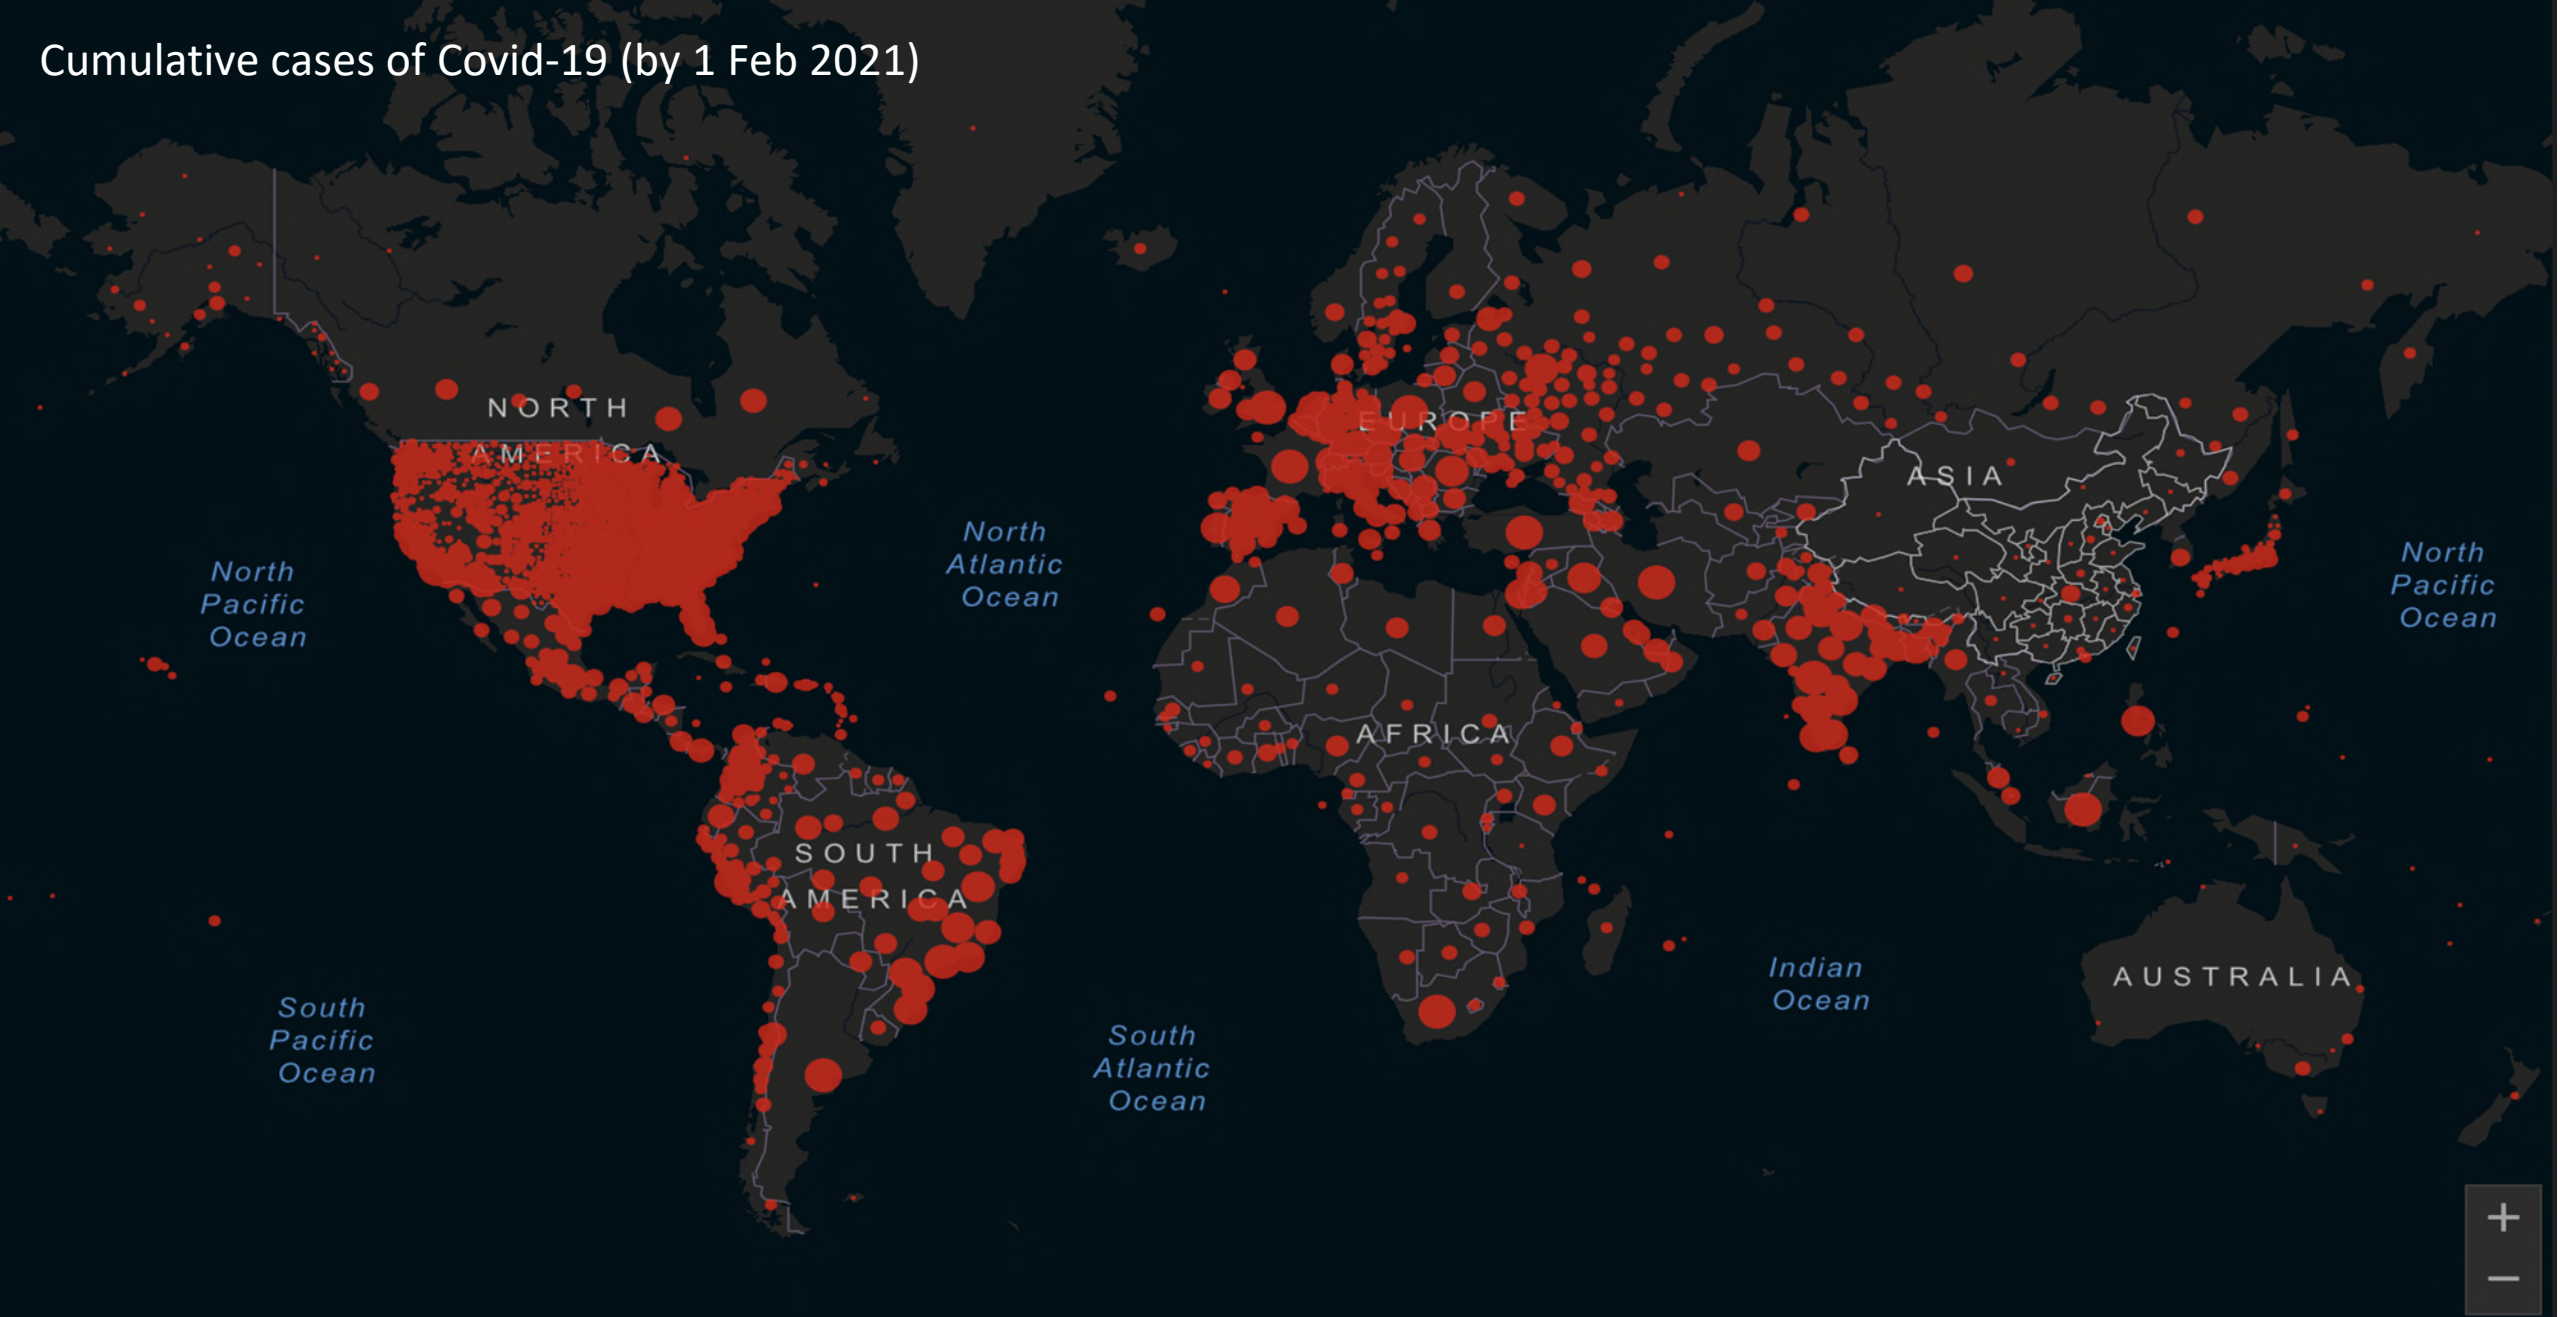 Cumulative cases of Covid-19 (by 1 Feb 2021)
NORTH
AMERICA
EUROPE
ASIA
North
Pacific
Ocean
North
Atlantic
Ocean
North
Pacific
Ocean
AFRICA
SOUTH
AMERICA
South
Pacific
Ocean
South
Atlantic
Ocean
Indian
Ocean
AUSTRALIA
+
−